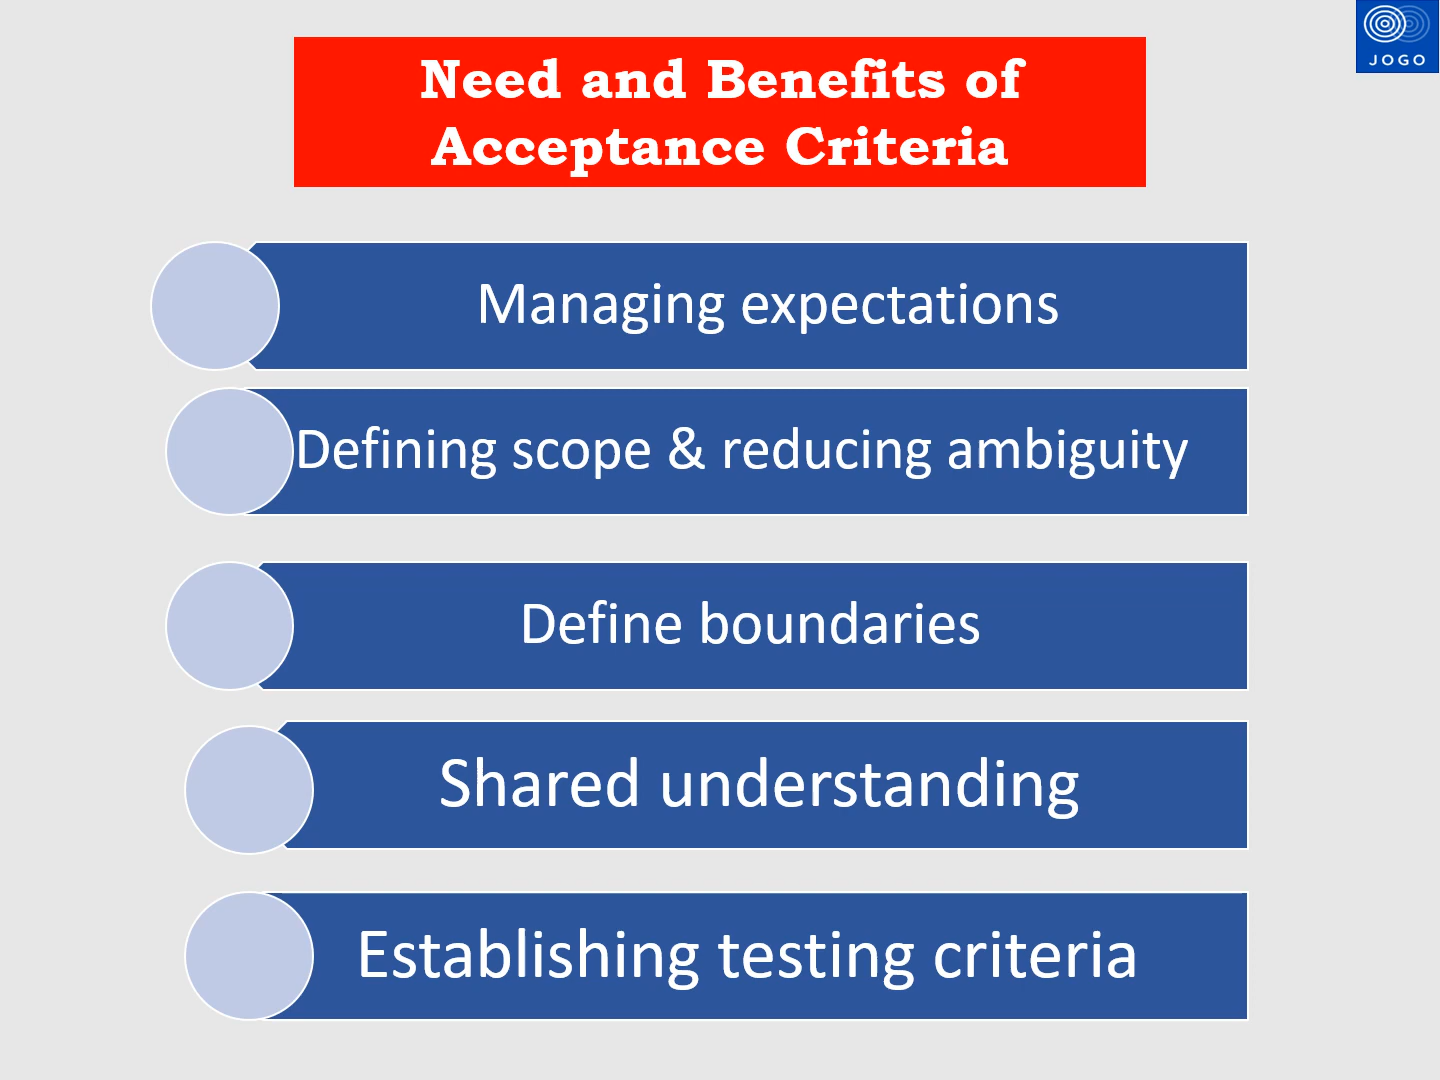 JOGO
Need and Benefits of
Acceptance Criteria
Managing expectations
Defining scope & reducing ambiguity
Define boundaries
Shared understanding
Establishing testing criteria